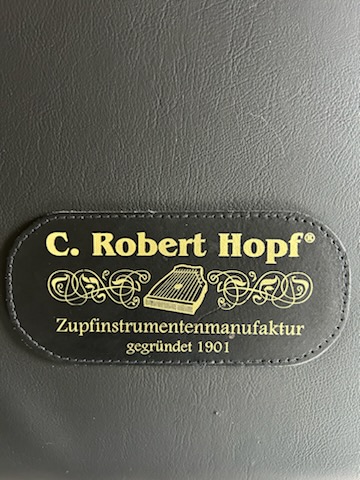 C. Robert Hopf®
Zupfinstrumentenmanufaktur
gegründet 1901